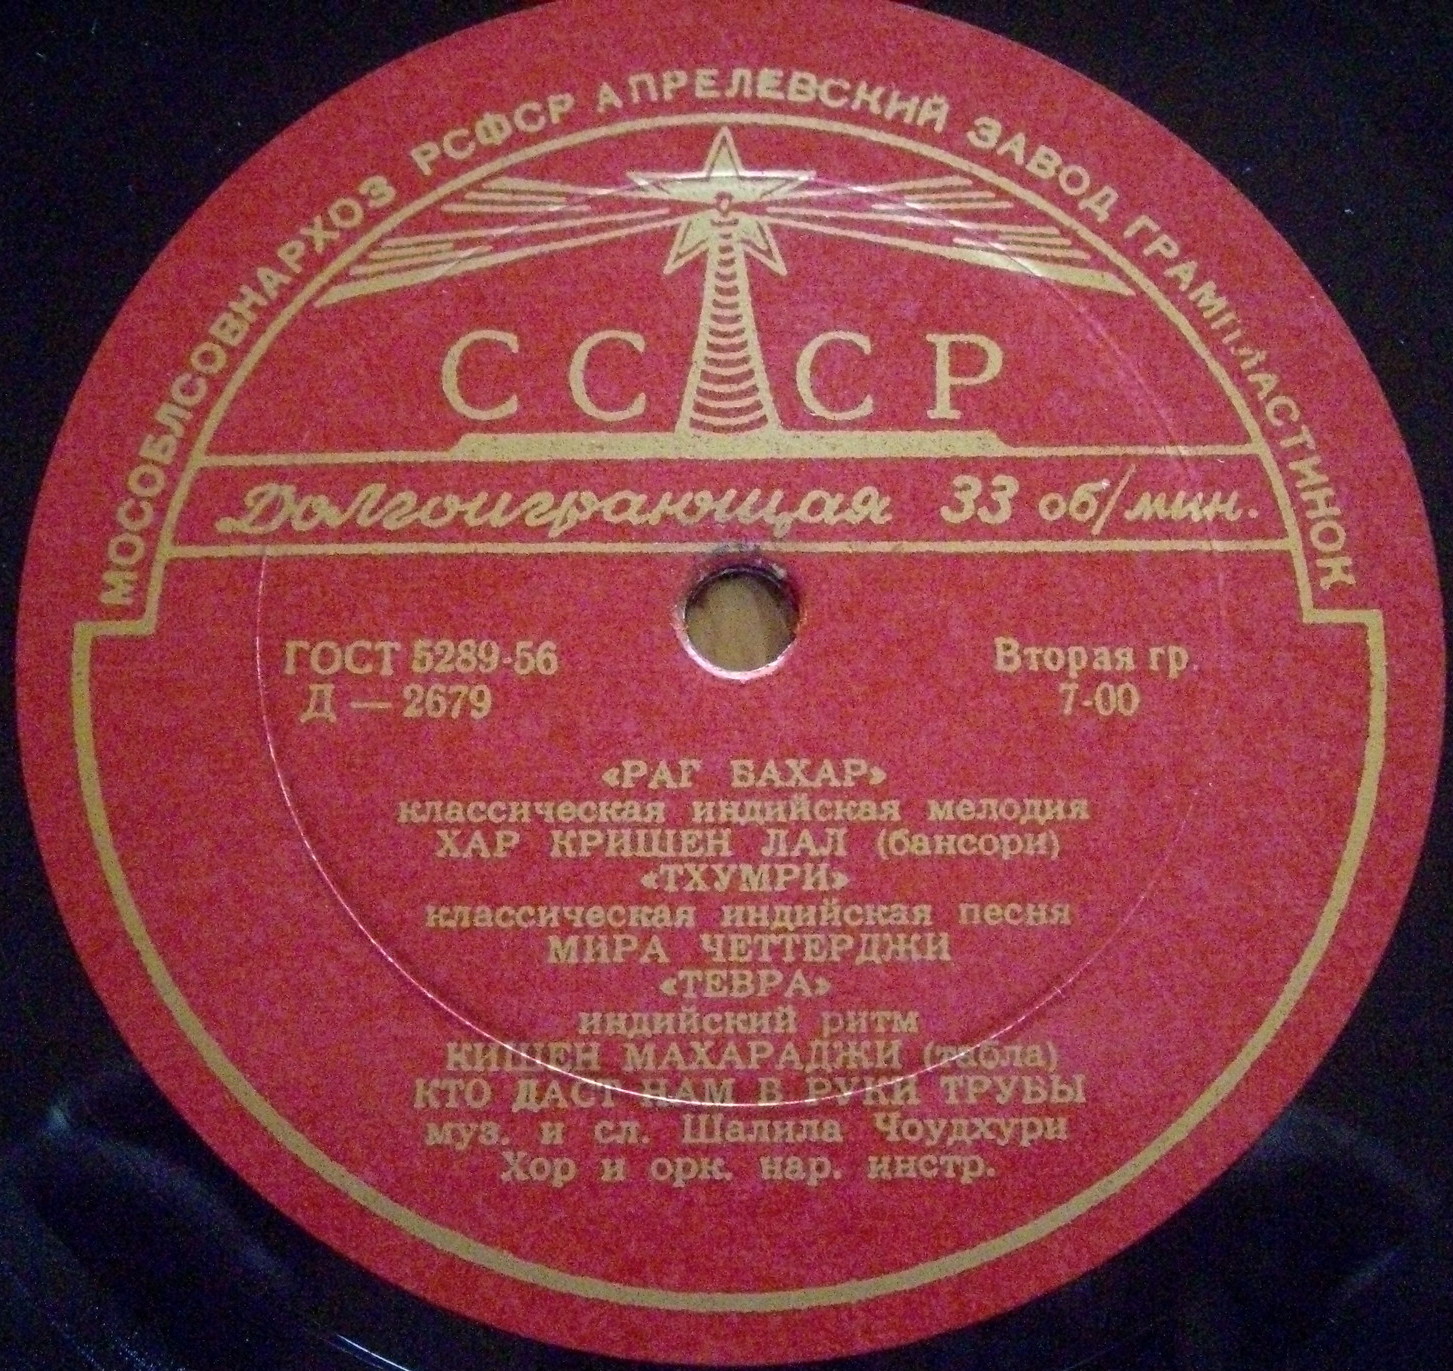 МОСОБЛСОВНАРХОЗ РСФСР АПРЕЛЕВСКИЙ ЗАВОД ГРАМПЛАСТИНОК
СССР
Долгоиграющая 33 об/мин.
ГОСТ 5289-56
Д — 2679
Вторая гр.
7-00
«РАГ БАХАР»
классическая индийская мелодия
ХАР КРИШЕН ЛАЛ (бансори)
«ТХУМРИ»
классическая индийская песня
МИРА ЧЕТТЕРДЖИ
«ТЕВРА»
индийский ритм
КИШЕН МАХАРАДЖИ (табла)
КТО ДАСТ НАМ В РУКИ ТРУБЫ
муз. и сл. Шалила Чоудхури
Хор и орк. нар. инстр.